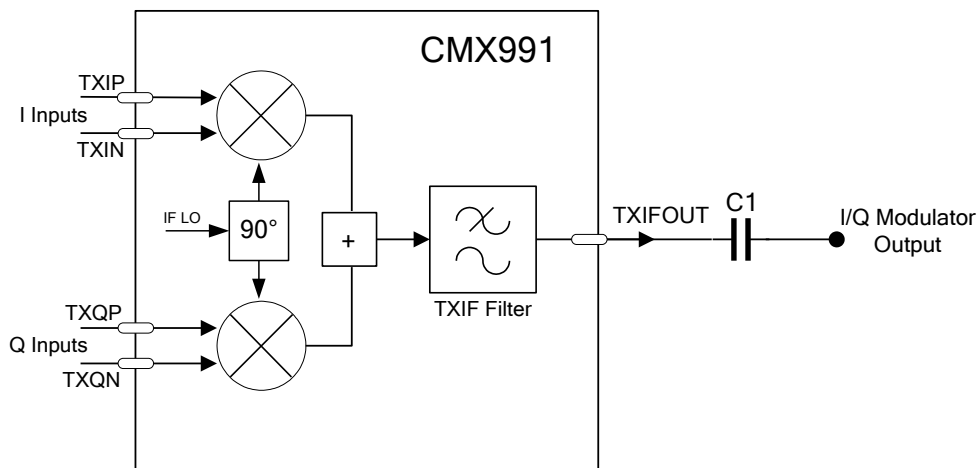 CMX991
TXIP
I Inputs
TXIN
IF LO
90°
+
TXIFOUT
C1
I/Q Modulator
Output
TXIF Filter
TXQP
Q Inputs
TXQN